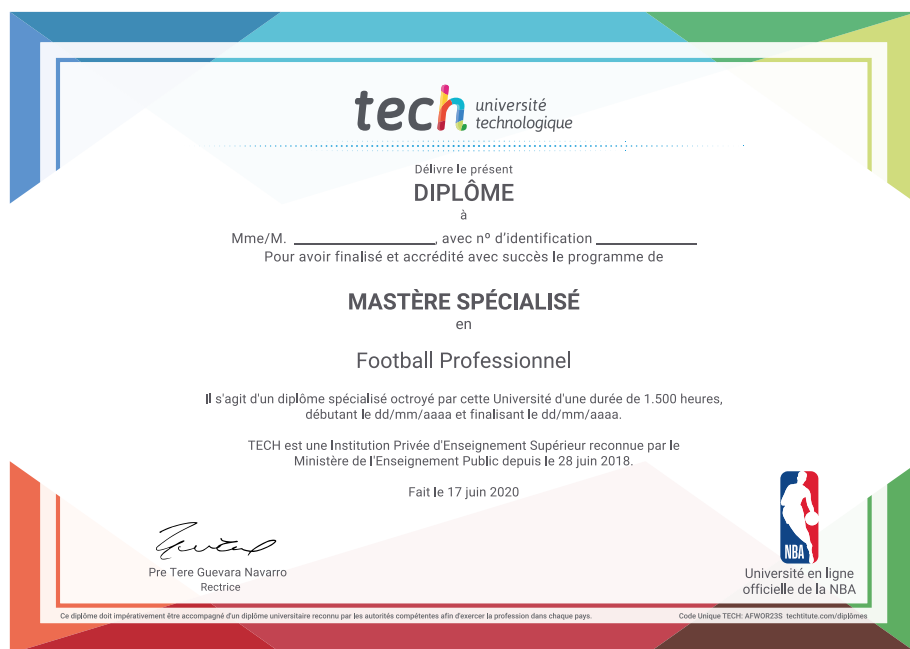 tech université
technologique
Délivre le présent
DIPLÔME
à
Mme/M. ____________________, avec nº d'identification ______________
Pour avoir finalisé et accrédité avec succès le programme de
MASTÈRE SPÉCIALISÉ
en
Football Professionnel
Il s'agit d'un diplôme spécialisé octroyé par cette Université d'une durée de 1.500 heures,
débutant le dd/mm/aaaa et finalisant le dd/mm/aaaa.
TECH est une Institution Privée d'Enseignement Supérieur reconnue par le
Ministère de l'Enseignement Public depuis le 28 juin 2018.
Fait le 17 juin 2020
Pre Tere Guevara Navarro
Rectrice
NBA
Université en ligne
officielle de la NBA
Ce diplôme doit impérativement être accompagné d'un diplôme universitaire reconnu par les autorités compétentes afin d'exercer la profession dans chaque pays.
Code Unique TECH: AFWOR23S techtitute.com/diplômes